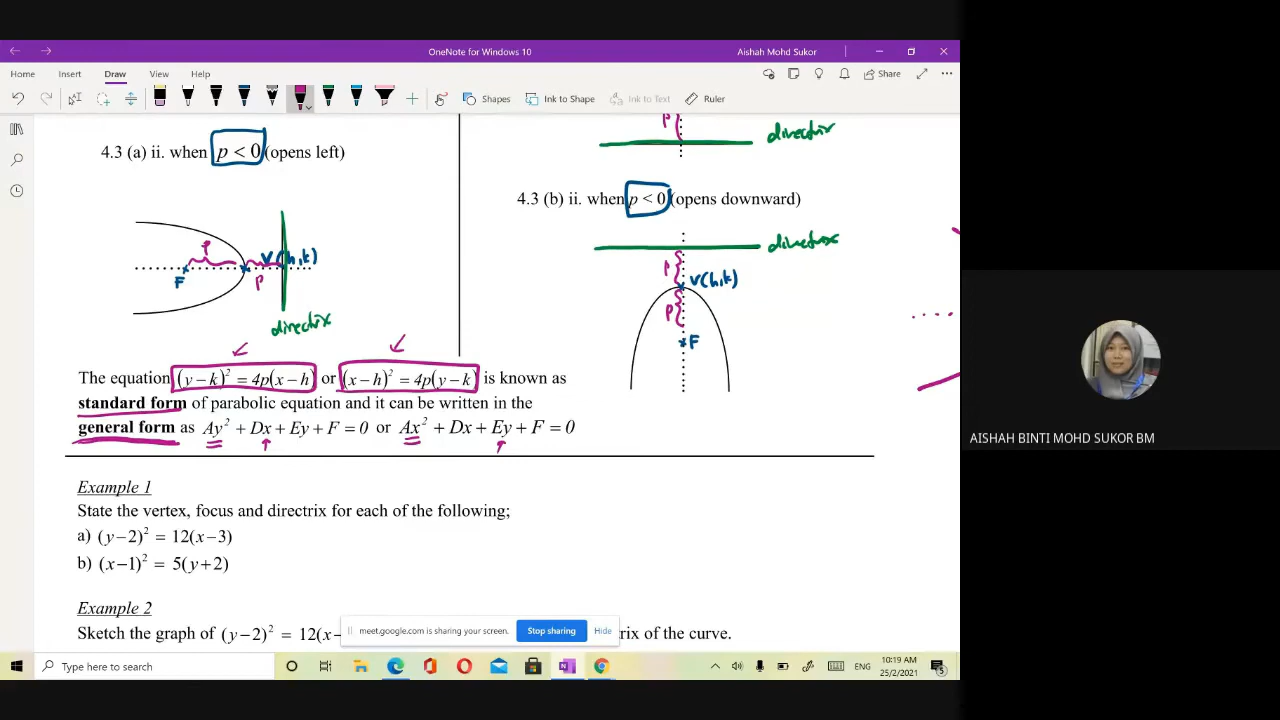 OneNote for Windows 10
Aishah Mohd Sukor
Home Insert Draw View Help
Share
Shapes
Ink to Shape
Ink to Text
Ruler
4.3 (a) ii. when p < 0 (opens left)
P
V(h,k)
F
P
directrix
P
directrix
4.3 (b) ii. when p < 0 (opens downward)
directrix
P
V(h,k)
P
F
The equation (y−k)² = 4p(x−h) or (x−h)² = 4p(y−k) is known as
standard form of parabolic equation and it can be written in the
general form as Ay² + Dx + Ey + F = 0 or Ax² + Dx + Ey + F = 0
Example 1
State the vertex, focus and directrix for each of the following;
a) (y−2)² = 12(x−3)
b) (x−1)² = 5(y+2)
Example 2
Sketch the graph of (y−2)² = 12(x− trix of the curve.
meet.google.com is sharing your screen.
Stop sharing
Hide
AISHAH BINTI MOHD SUKOR BM
Type here to search
ENG
10:19 AM
25/2/2021
5